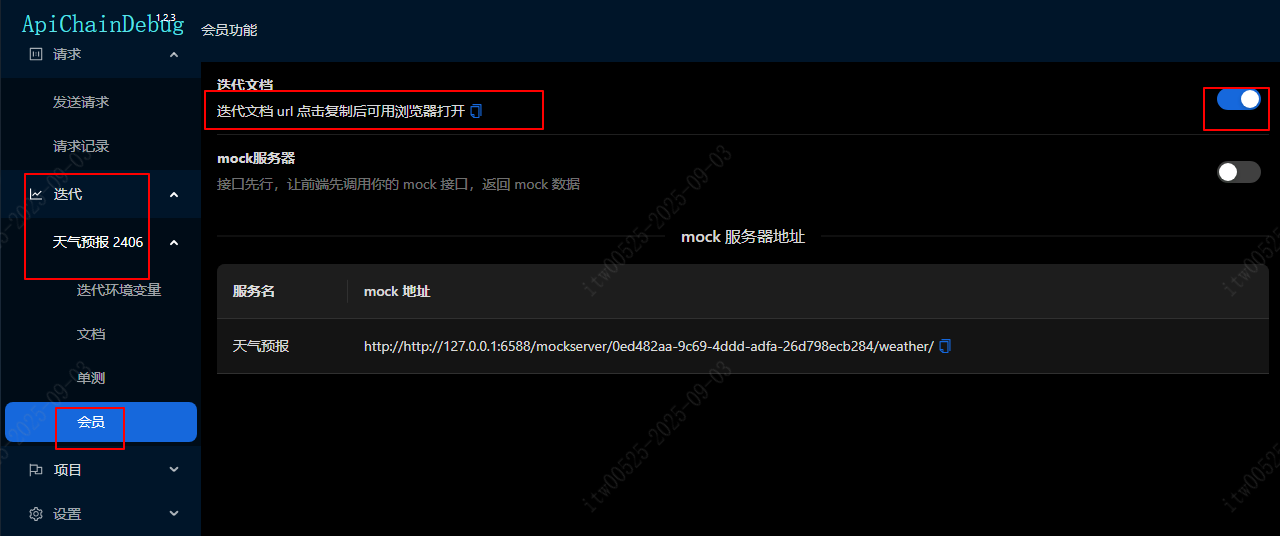 ApiChainDebug
123
会员功能
请求
发送请求
请求记录
迭代
天气预报 2406
迭代环境变量
文档
单测
会员
项目
设置
迭代文档
迭代文档 url 点击复制后可用浏览器打开
mock服务器
接口先行，让前端先调用你的 mock 接口，返回 mock 数据
mock 服务器地址
服务名
mock 地址
天气预报
http://http://127.0.0.1:6588/mockserver/0ed482aa-9c69-4ddd-adfa-26d798ecb284/weather/
itw00525-2025-09-03
itw00525-2025-09-03